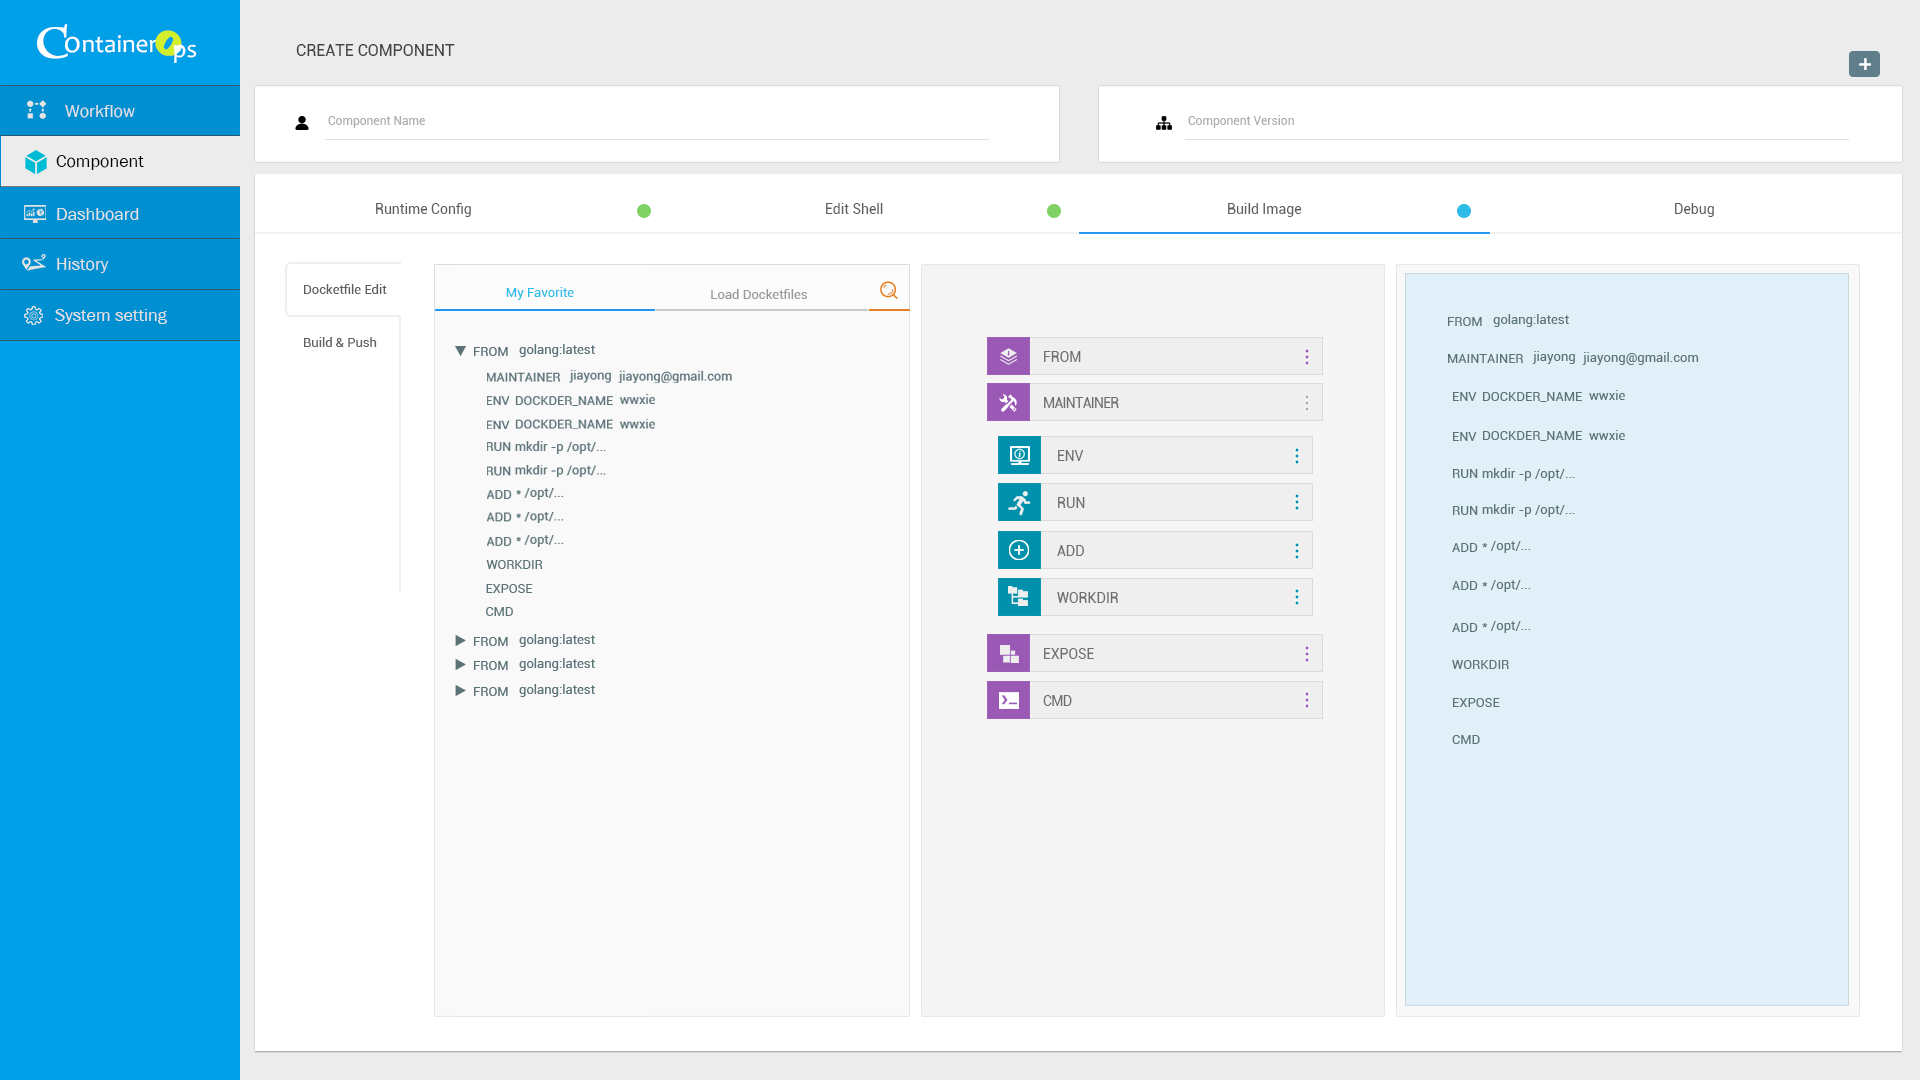 ContainerOps
Workflow
Component
Dashboard
History
System setting
CREATE COMPONENT
Component Name
Component Version
Runtime Config
Edit Shell
Build Image
Debug
Docketfile Edit
Build & Push
My Favorite
Load Docketfiles
FROM golang:latest
MAINTAINER jiayong jiayong@gmail.com
ENV DOCKDER_NAME wwxie
ENV DOCKDER_NAME wwxie
RUN mkdir -p /opt/...
RUN mkdir -p /opt/...
ADD * /opt/...
ADD * /opt/...
ADD * /opt/...
WORKDIR
EXPOSE
CMD
FROM golang:latest
FROM golang:latest
FROM golang:latest
FROM
MAINTAINER
ENV
RUN
ADD
WORKDIR
EXPOSE
CMD
FROM golang:latest
MAINTAINER jiayong jiayong@gmail.com
ENV DOCKDER_NAME wwxie
ENV DOCKDER_NAME wwxie
RUN mkdir -p /opt/...
RUN mkdir -p /opt/...
ADD * /opt/...
ADD * /opt/...
ADD * /opt/...
WORKDIR
EXPOSE
CMD